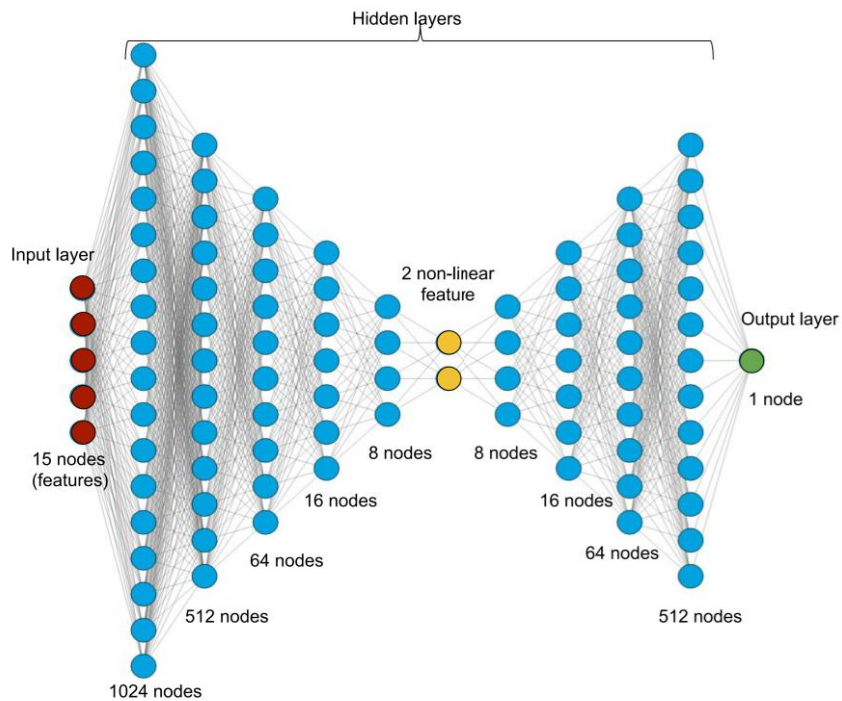 Hidden layers
Input layer
15 nodes
(features)
1024 nodes
512 nodes
64 nodes
16 nodes
8 nodes
2 non-linear
feature
8 nodes
16 nodes
64 nodes
512 nodes
Output layer
1 node